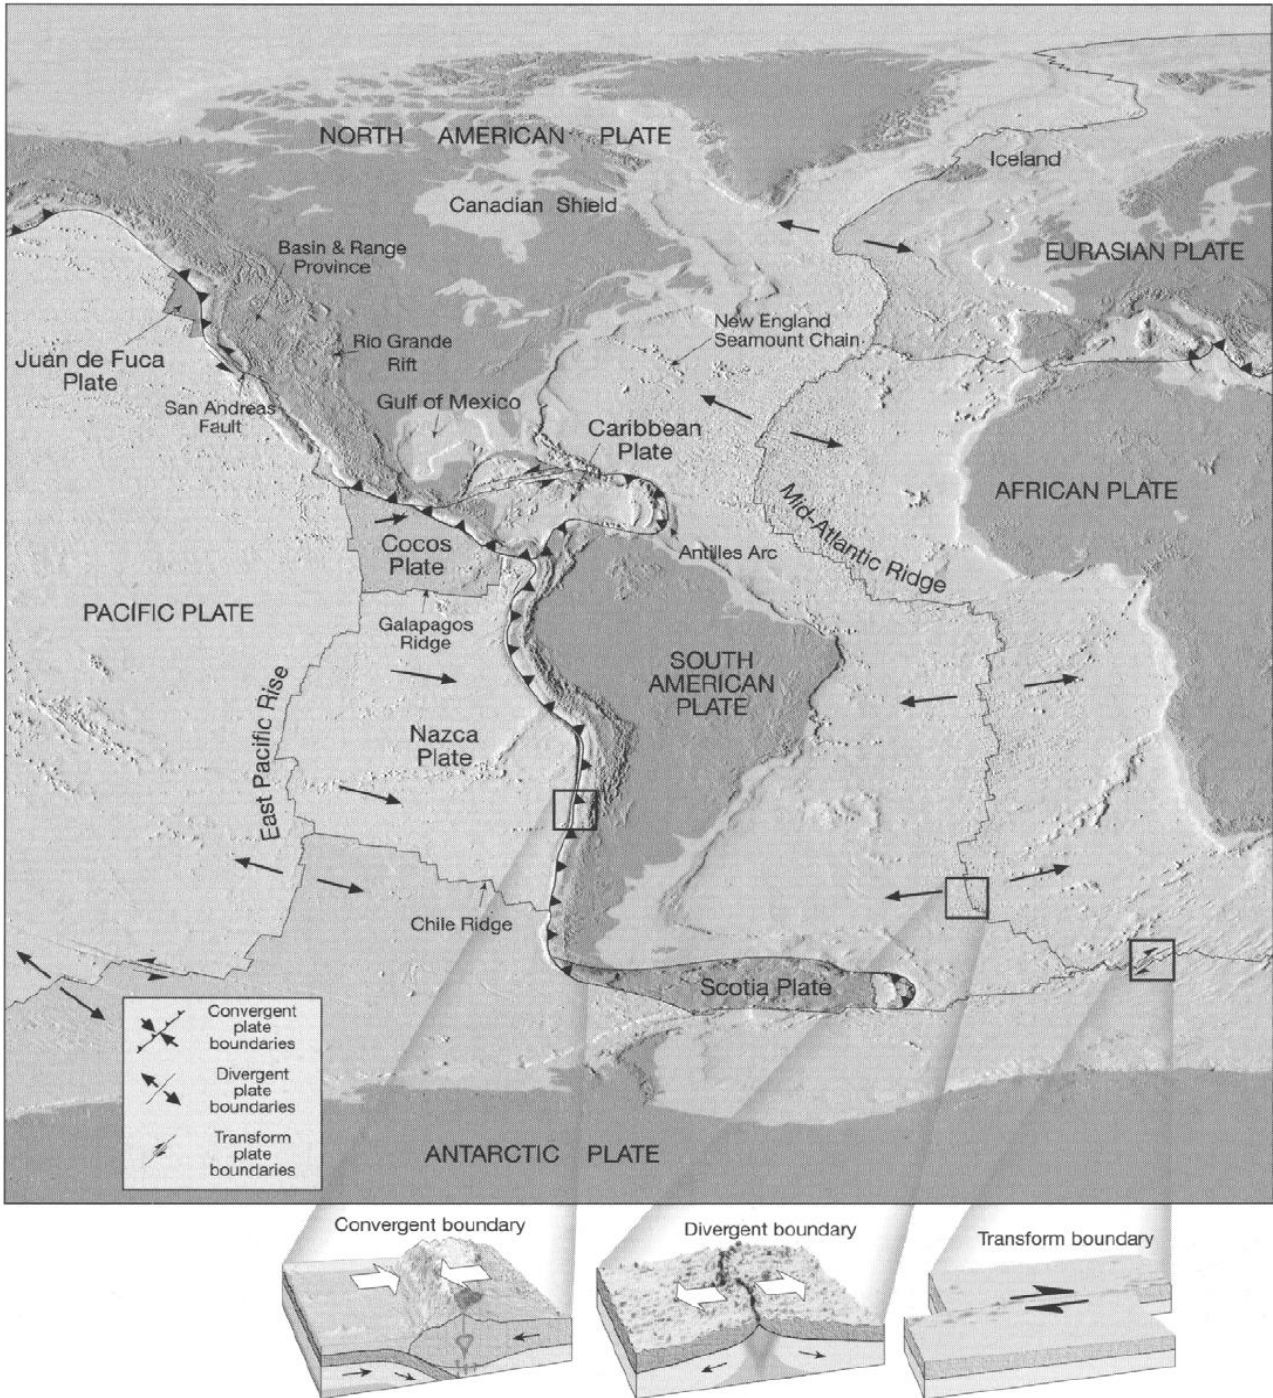 NORTH AMERICAN PLATE
Iceland
Canadian Shield
EURASIAN PLATE
Basin & Range
Province
New England
Seamount Chain
Rio Grande
Rift
Juan de Fuca
Plate
San Andreas
Fault
Gulf of Mexico
Caribbean
Plate
AFRICAN PLATE
Mid-Atlantic Ridge
Antilles Arc
Cocos
Plate
PACIFIC PLATE
Galapagos
Ridge
SOUTH
AMERICAN
PLATE
East Pacific Rise
Nazca
Plate
Chile Ridge
Scotia Plate
Convergent
plate
boundaries
Divergent
plate
boundaries
Transform
plate
boundaries
ANTARCTIC PLATE
Convergent boundary
Divergent boundary
Transform boundary